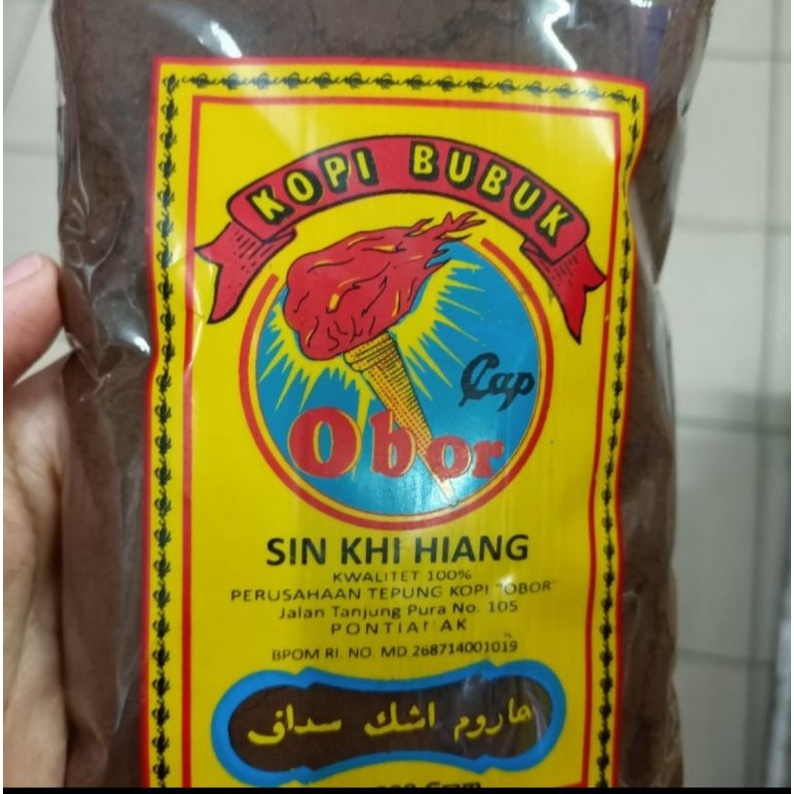 KOPI BUBUK
Cap
Obor
SIN KHI HIANG
KWALITET 100%
PERUSAHAAN TEPUNG KOPI "OBOR"
Jalan Tanjung Pura No. 105
BPOM RI. NO. MD 268714001019
هاروم اشك سداف
Gram